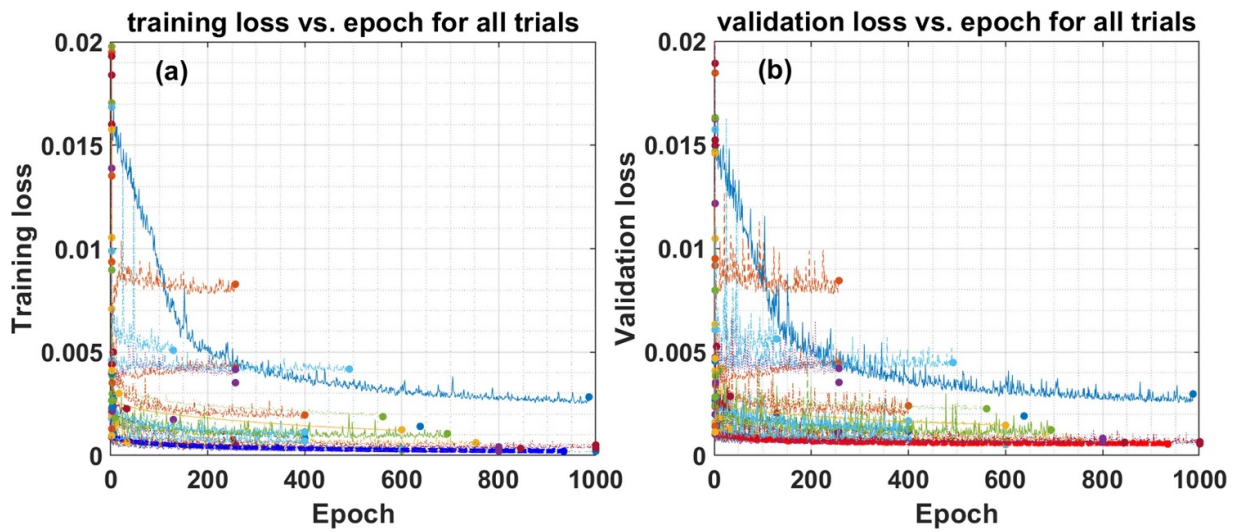 training loss vs. epoch for all trials
(a)
Training loss
0.02
0.015
0.01
0.005
0
0
200
400
600
800
1000
Epoch
validation loss vs. epoch for all trials
(b)
Validation loss
0.02
0.015
0.01
0.005
0
0
200
400
600
800
1000
Epoch